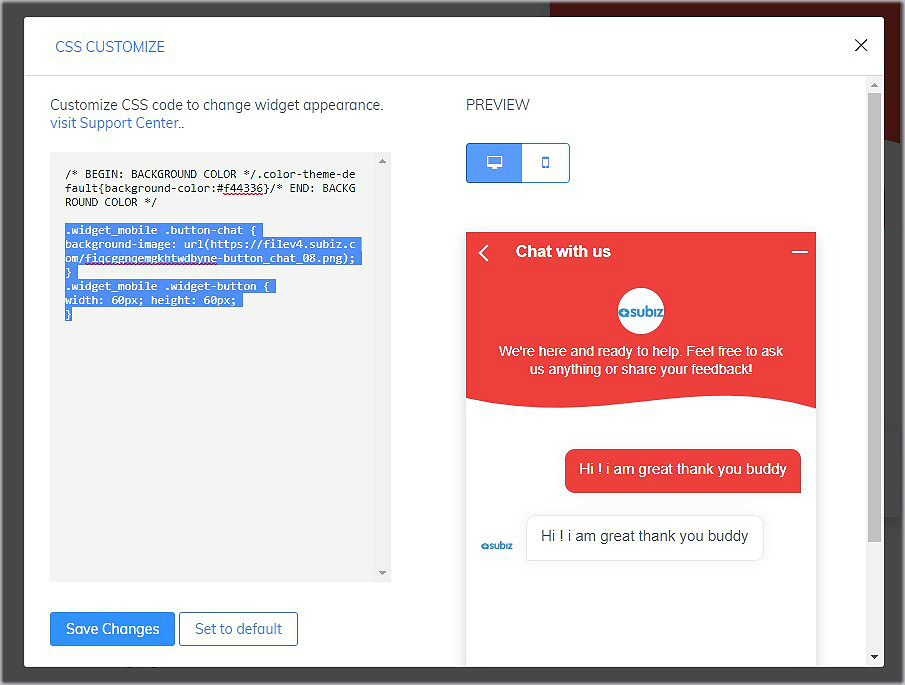 CSS CUSTOMIZE
Customize CSS code to change widget appearance.
visit Support Center..
/* BEGIN: BACKGROUND COLOR */.color-theme-de
fault{background-color:#f44336}/* END: BACKG
ROUND COLOR */
.widget_mobile .button-chat {
background-image: url(https://filev4.subiz.c
om/fiqcggnqemgkhtwdbyne-button_chat_08.png);
}
.widget_mobile .widget-button {
width: 60px; height: 60px;
}
Save Changes
Set to default
PREVIEW
Chat with us
subiz
We're here and ready to help. Feel free to ask
us anything or share your feedback!
Hi ! i am great thank you buddy
subiz
Hi ! i am great thank you buddy